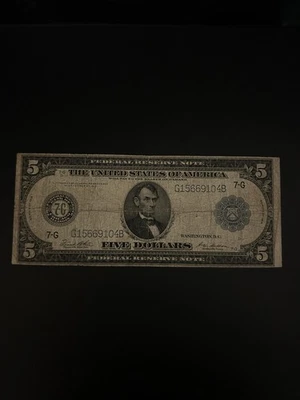 FEDERAL RESERVE NOTE
5 THE UNITED STATES OF AMERICA 5
G15669104B 7-G
7-G
7-G G15669104B
WASHINGTON, D.C.
5 FIVE DOLLARS 5
FEDERAL RESERVE NOTE